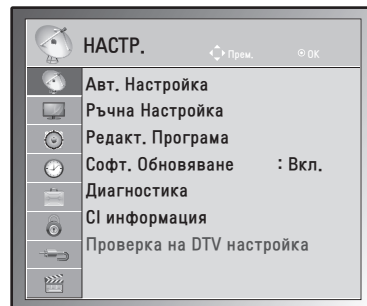 НАСТР.
Прем.
OK
Авт. Настройка
Ръчна Настройка
Редакт. Програма
Софт. Обновяване : Вкл.
Диагностика
CI информация
Проверка на DTV настройка